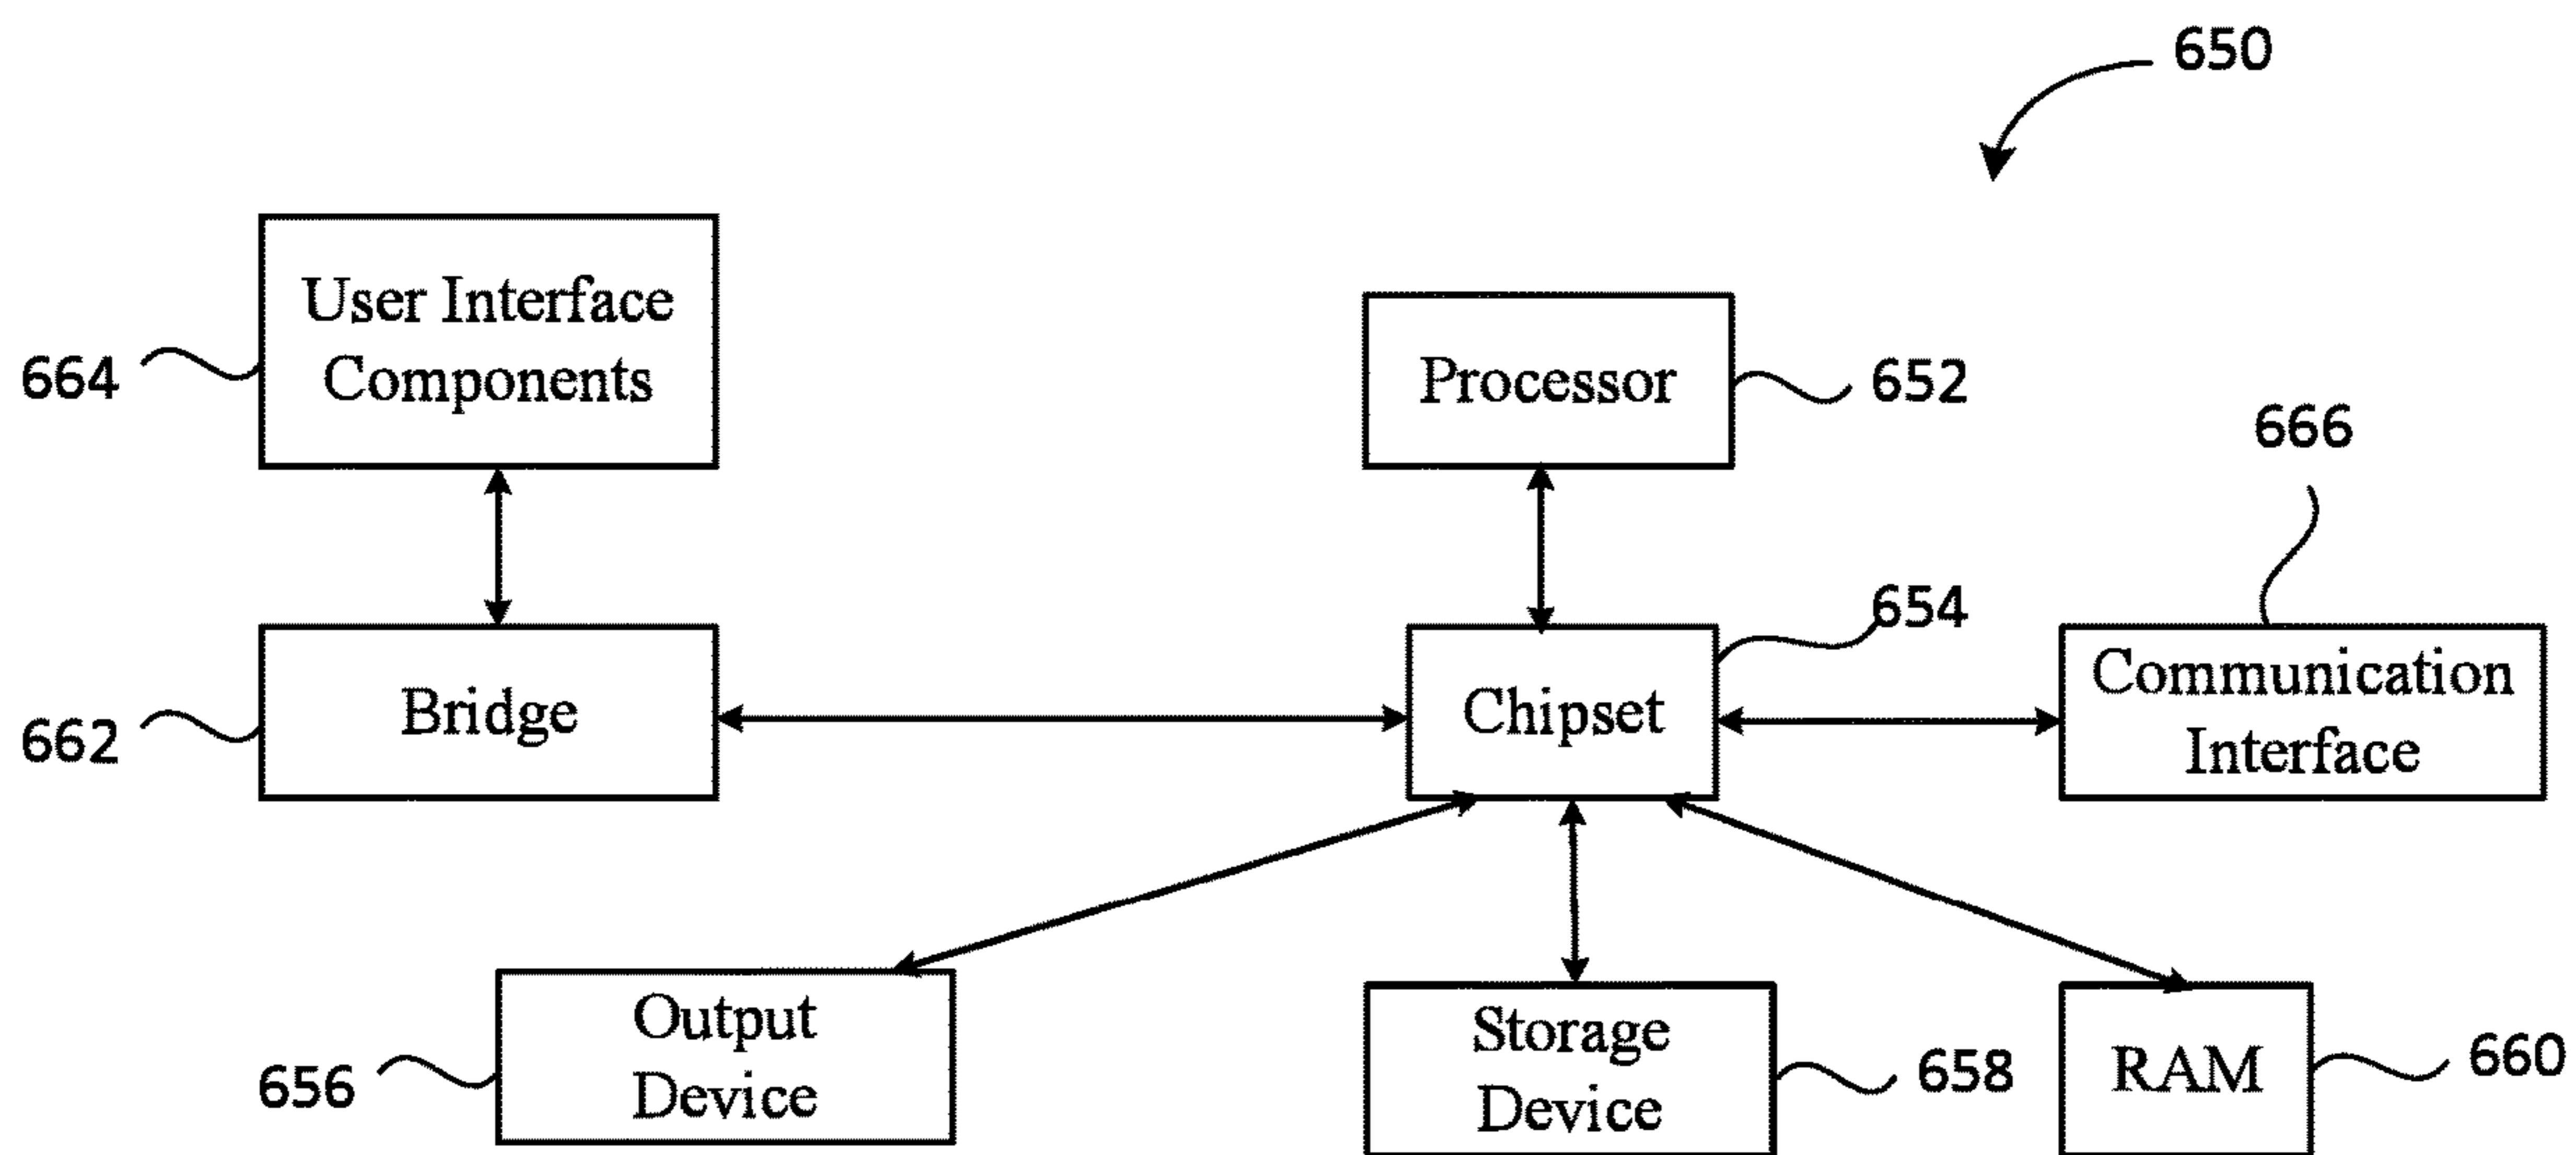 650
User Interface
Components
664
Processor
652
666
654
Bridge
662
Chipset
Communication
Interface
Output
Device
656
Storage
Device
658
RAM
660